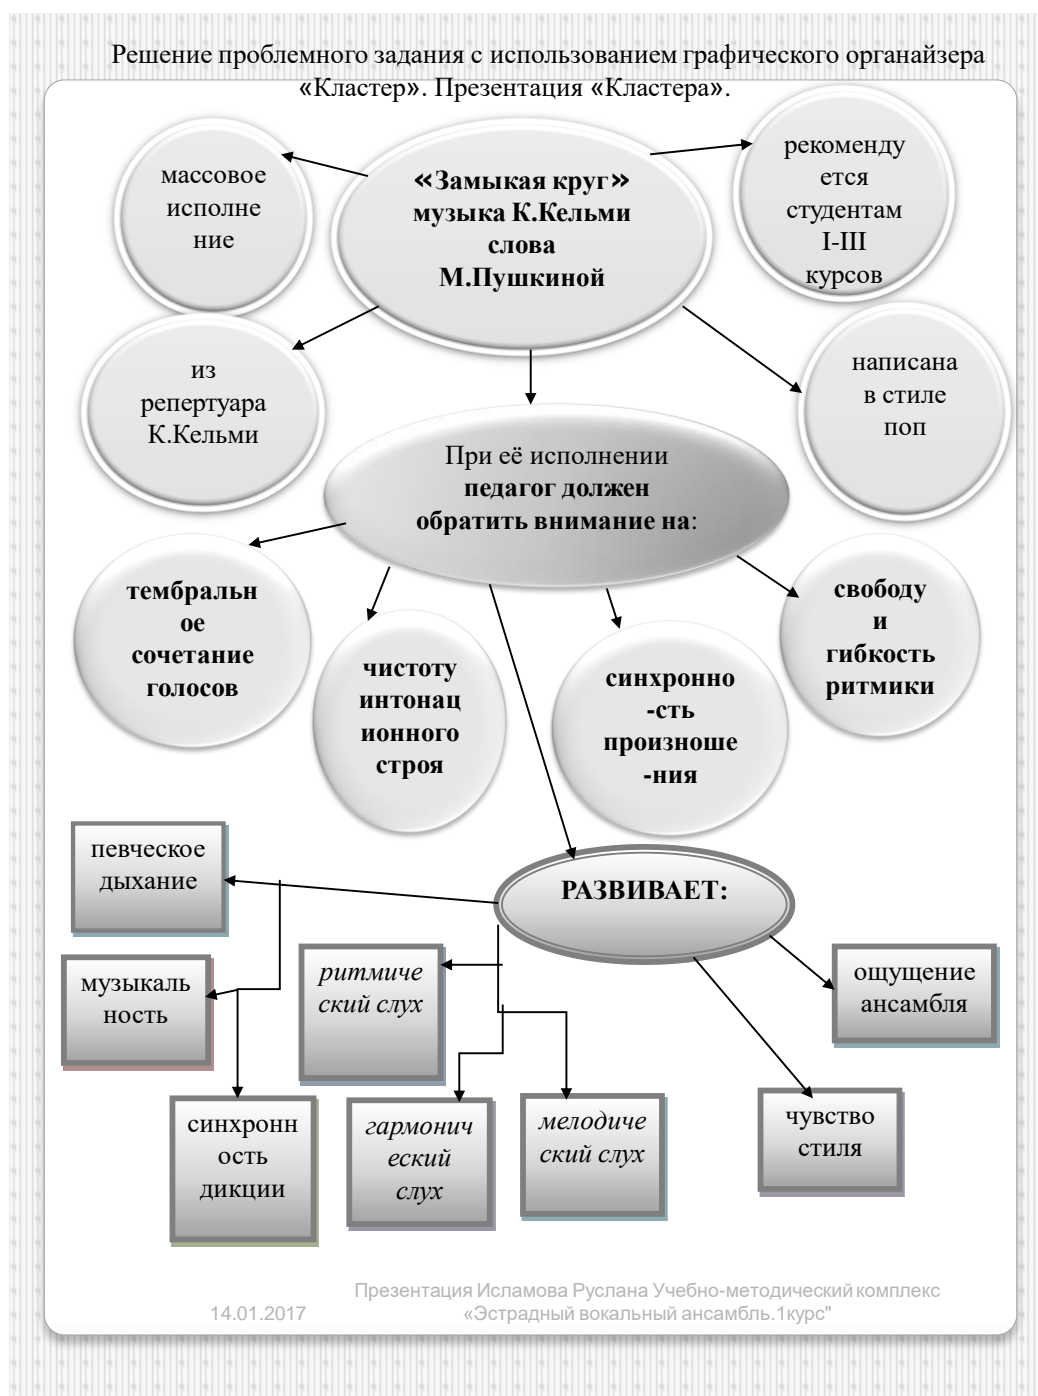 Решение проблемного задания с использованием графического органайзера
«Кластер». Презентация «Кластера».
массовое
исполне
ние
«Замыкая круг»
музыка К.Кельми
слова
М.Пушкиной
рекоменду
ется
студентам
I-III
курсов
из
репертуара
К.Кельми
написана
в стиле
поп
При её исполнении
педагог должен
обратить внимание на:
тембральн
ое
сочетание
голосов
чистоту
интонац
ионного
строя
синхронно
-сть
произноше
-ния
свободу
и
гибкость
ритмики
РАЗВИВАЕТ:
певческое
дыхание
музыкаль
ность
ритмиче
ский слух
ощущение
ансамбля
синхронн
ость
дикции
гармонич
еский
слух
мелодиче
ский слух
чувство
стиля
14.01.2017
Презентация Исламова Руслана Учебно-методический комплекс
«Эстрадный вокальный ансамбль.1курс"